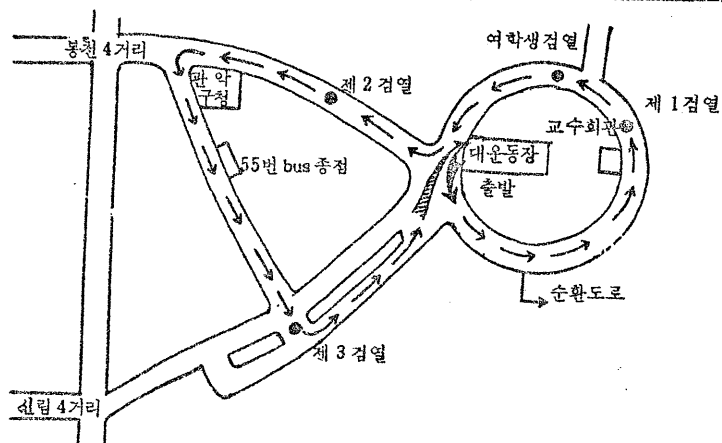 봉천 4거리
여학생검열
관악
구청
제 2 검열
제 1 검열
교수회관
대운동장
출발
55번 bus 종점
순환도로
제 3 검열
신림 4거리